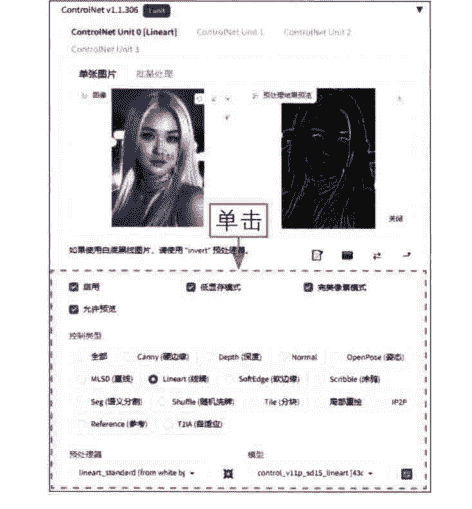 ControlNet v1.1.306 1 unit
ControlNet Unit 0 [Lineart] ControlNet Unit 1 ControlNet Unit 2
ControlNet Unit 3
单张图片 批量处理
图像 预处理结果预览
关闭
单击
如果使用白底黑线图片，请使用 "invert" 预处理器。
启用 低显存模式 完美像素模式
允许预览
控制类型
全部 Canny (硬边缘) Depth (深度) Normal OpenPose (姿态)
MLSD (直线) Lineart (线稿) SoftEdge (软边缘) Scribble (涂鸦)
Seg (语义分割) Shuffle (随机洗牌) Tile (分块) 局部重绘 IP2P
Reference (参考) T2IA (自适应)
预处理器 模型
lineart_standard (from white bg control_v11p_sd15_lineart [43d